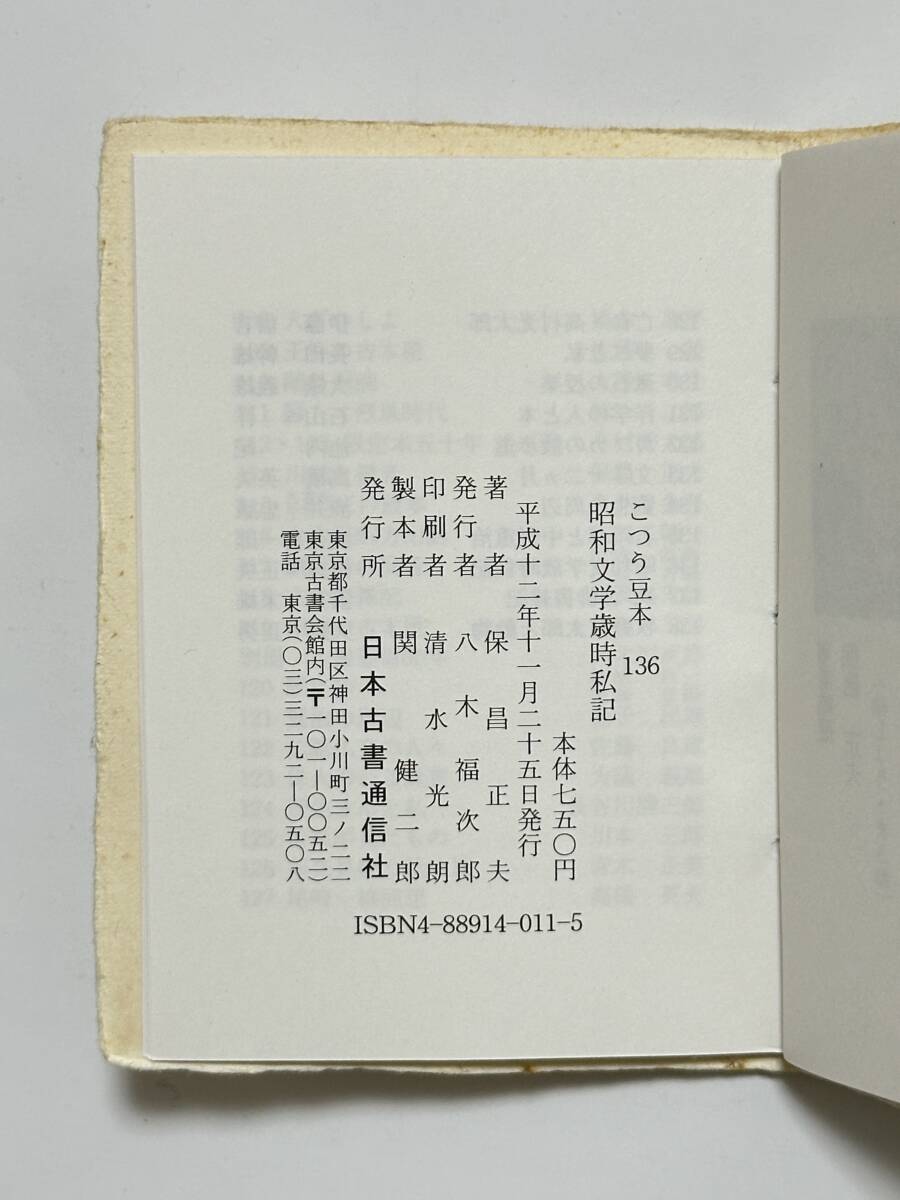 こつう豆本 136
昭和文学歳時私記
本体七五〇円
平成十二年十一月二十五日発行
著者 保昌正夫
発行者 八木福次郎
印刷者 清水光朗
製本者 関健二郎
発行所 日本古書通信社
東京都千代田区神田小川町三ノ二二
東京古書会館内(〒一〇一―〇〇五二)
電話 東京(〇三)三二九二―〇五〇八
ISBN4-88914-011-5